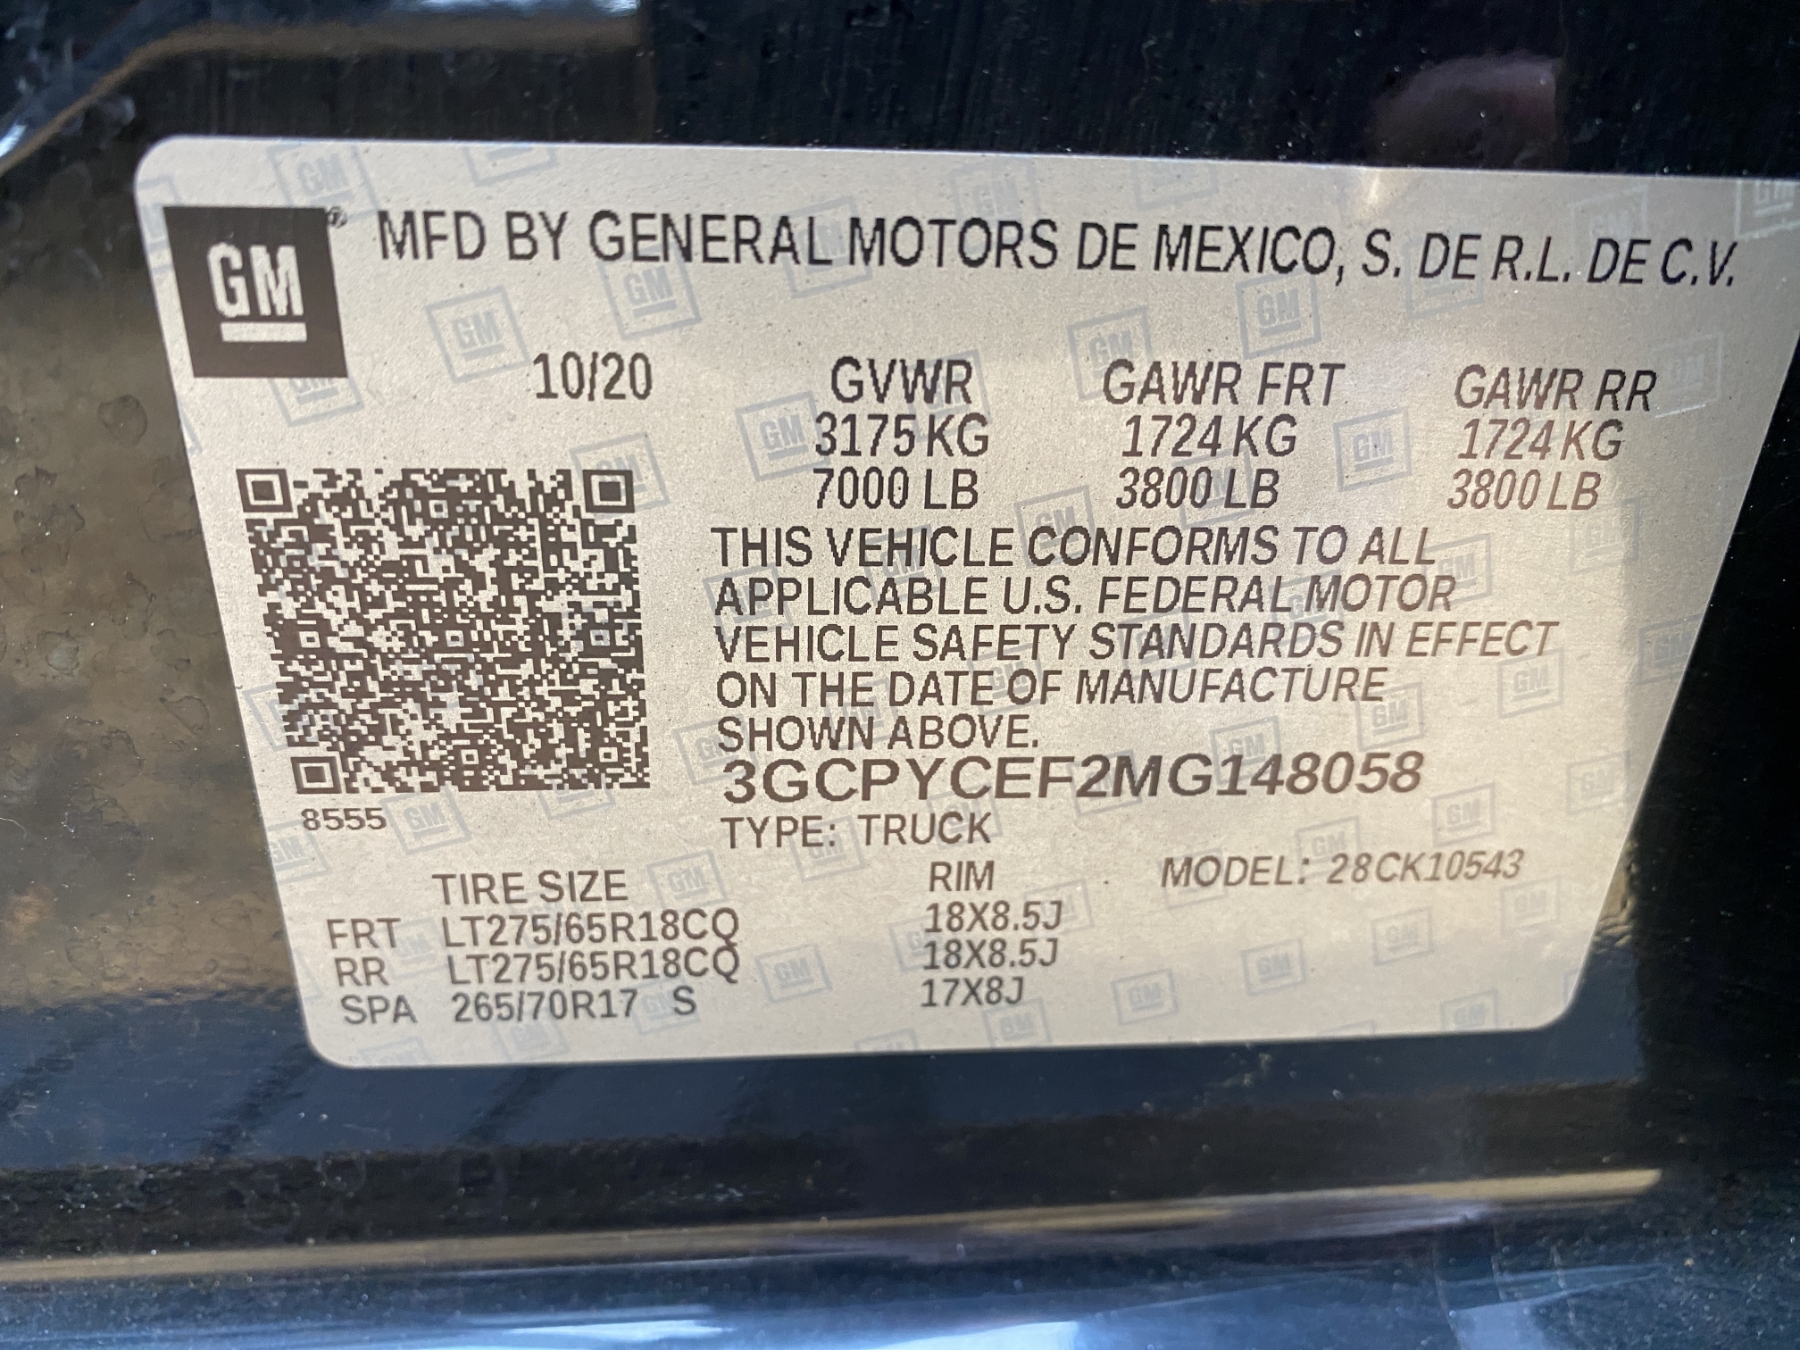 GM ® MFD BY GENERAL MOTORS DE MEXICO, S. DE R.L. DE C.V.
10/20 GVWR GAWR FRT GAWR RR
3175 KG 1724 KG 1724 KG
7000 LB 3800 LB 3800 LB
THIS VEHICLE CONFORMS TO ALL
APPLICABLE U.S. FEDERAL MOTOR
VEHICLE SAFETY STANDARDS IN EFFECT
ON THE DATE OF MANUFACTURE
SHOWN ABOVE.
3GCPYCEF2MG148058
8555
TYPE: TRUCK
TIRE SIZE RIM MODEL: 28CK10543
FRT LT275/65R18CQ 18X8.5J
RR LT275/65R18CQ 18X8.5J
SPA 265/70R17 S 17X8J